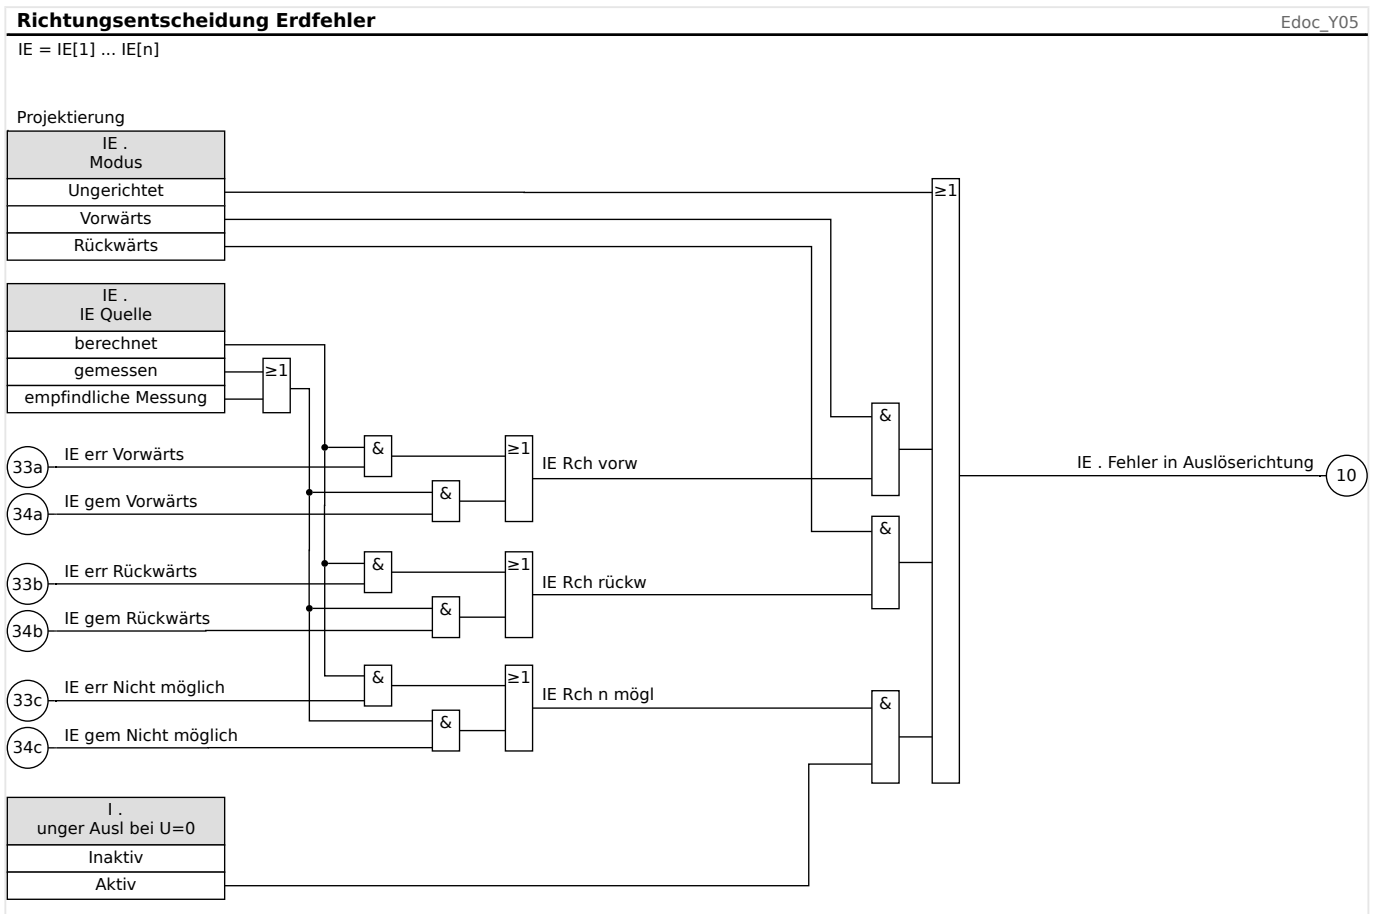 Richtungsentscheidung Erdfehler
Edoc_Y05
IE = IE[1] ... IE[n]
Projektierung
IE .
Modus
Ungerichtet
Vorwärts
Rückwärts
≥1
IE .
IE Quelle
berechnet
gemessen
empfindliche Messung
≥1
&
33a
IE err Vorwärts
&
≥1
IE Rch vorw
34a
IE gem Vorwärts
&
IE . Fehler in Auslöserichtung
10
&
33b
IE err Rückwärts
&
≥1
IE Rch rückw
34b
IE gem Rückwärts
&
33c
IE err Nicht möglich
&
≥1
IE Rch n mögl
&
34c
IE gem Nicht möglich
&
I .
unger Ausl bei U=0
Inaktiv
Aktiv